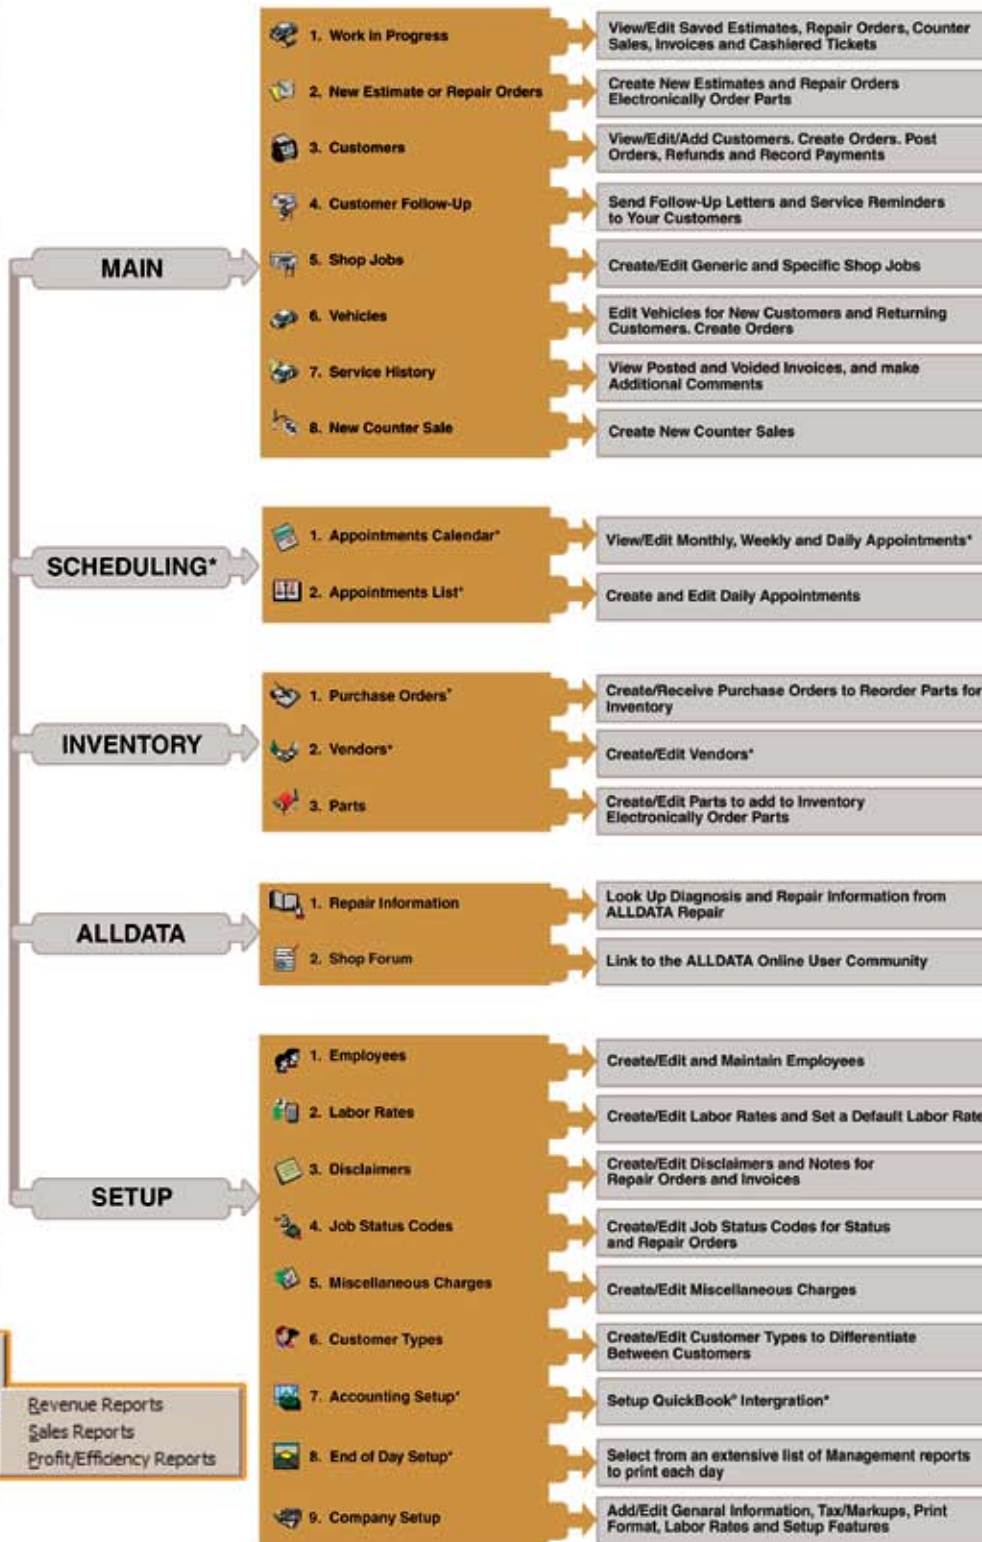 MAIN
1. Work in Progress
View/Edit Saved Estimates, Repair Orders, Counter
Sales, Invoices and Cashiered Tickets
2. New Estimate or Repair Orders
Create New Estimates and Repair Orders
Electronically Order Parts
3. Customers
View/Edit/Add Customers. Create Orders. Post
Orders, Refunds and Record Payments
4. Customer Follow-Up
Send Follow-Up Letters and Service Reminders
to Your Customers
5. Shop Jobs
Create/Edit Generic and Specific Shop Jobs
6. Vehicles
Edit Vehicles for New Customers and Returning
Customers. Create Orders
7. Service History
View Posted and Voided Invoices, and make
Additional Comments
8. New Counter Sale
Create New Counter Sales
SCHEDULING*
1. Appointments Calendar*
View/Edit Monthly, Weekly and Daily Appointments*
2. Appointments List*
Create and Edit Daily Appointments
INVENTORY
1. Purchase Orders*
Create/Receive Purchase Orders to Reorder Parts for
Inventory
2. Vendors*
Create/Edit Vendors*
3. Parts
Create/Edit Parts to add to Inventory
Electronically Order Parts
ALLDATA
1. Repair Information
Look Up Diagnosis and Repair Information from
ALLDATA Repair
2. Shop Forum
Link to the ALLDATA Online User Community
SETUP
1. Employees
Create/Edit and Maintain Employees
2. Labor Rates
Create/Edit Labor Rates and Set a Default Labor Rate
3. Disclaimers
Create/Edit Disclaimers and Notes for
Repair Orders and Invoices
4. Job Status Codes
Create/Edit Job Status Codes for Status
and Repair Orders
5. Miscellaneous Charges
Create/Edit Miscellaneous Charges
6. Customer Types
Create/Edit Customer Types to Differentiate
Between Customers
7. Accounting Setup*
Setup QuickBook® Intergration*
8. End of Day Setup*
Select from an extensive list of Management reports
to print each day
9. Company Setup
Add/Edit Genaral Information, Tax/Markups, Print
Format, Labor Rates and Setup Features
Revenue Reports
Sales Reports
Profit/Efficiency Reports